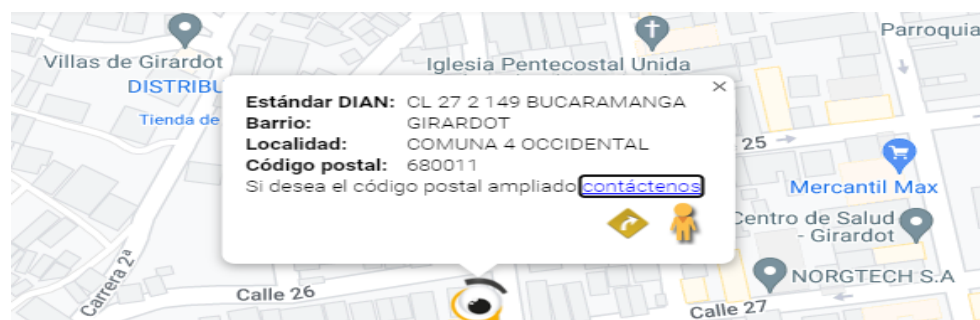 Villas de Girardot
Iglesia Pentecostal Unida
Parroquia
DISTRIBU
Tienda de
Estándar DIAN: CL 27 2 149 BUCARAMANGA
Barrio: GIRARDOT
Localidad: COMUNA 4 OCCIDENTAL
Código postal: 680011
Si desea el código postal ampliado contáctenos
25
Mercantil Max
Centro de Salud
- Girardot
NORGTECH S.A
Carrera 2ª
Calle 26
Calle 27